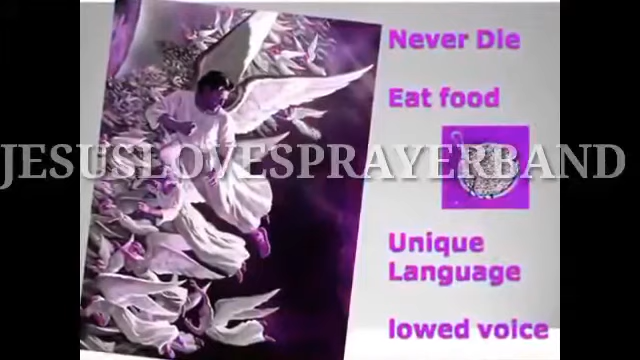 Never Die
Eat food
JESUSLOVESPRAYERBAND
Unique
Language
lowed voice